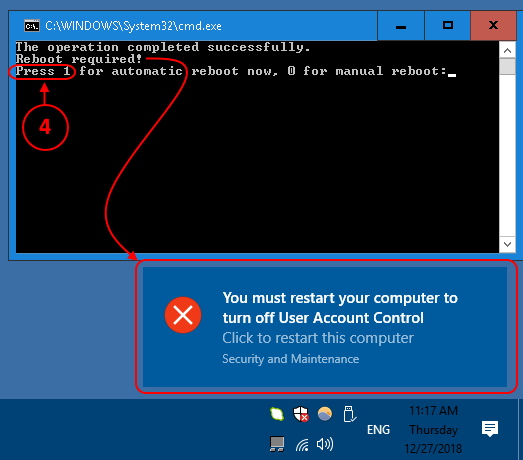 C:\WINDOWS\System32\cmd.exe
The operation completed successfully.
Reboot required!
Press 1 for automatic reboot now, 0 for manual reboot:
4
You must restart your computer to
turn off User Account Control
Click to restart this computer
Security and Maintenance
11:17 AM
ENG
Thursday
12/27/2018